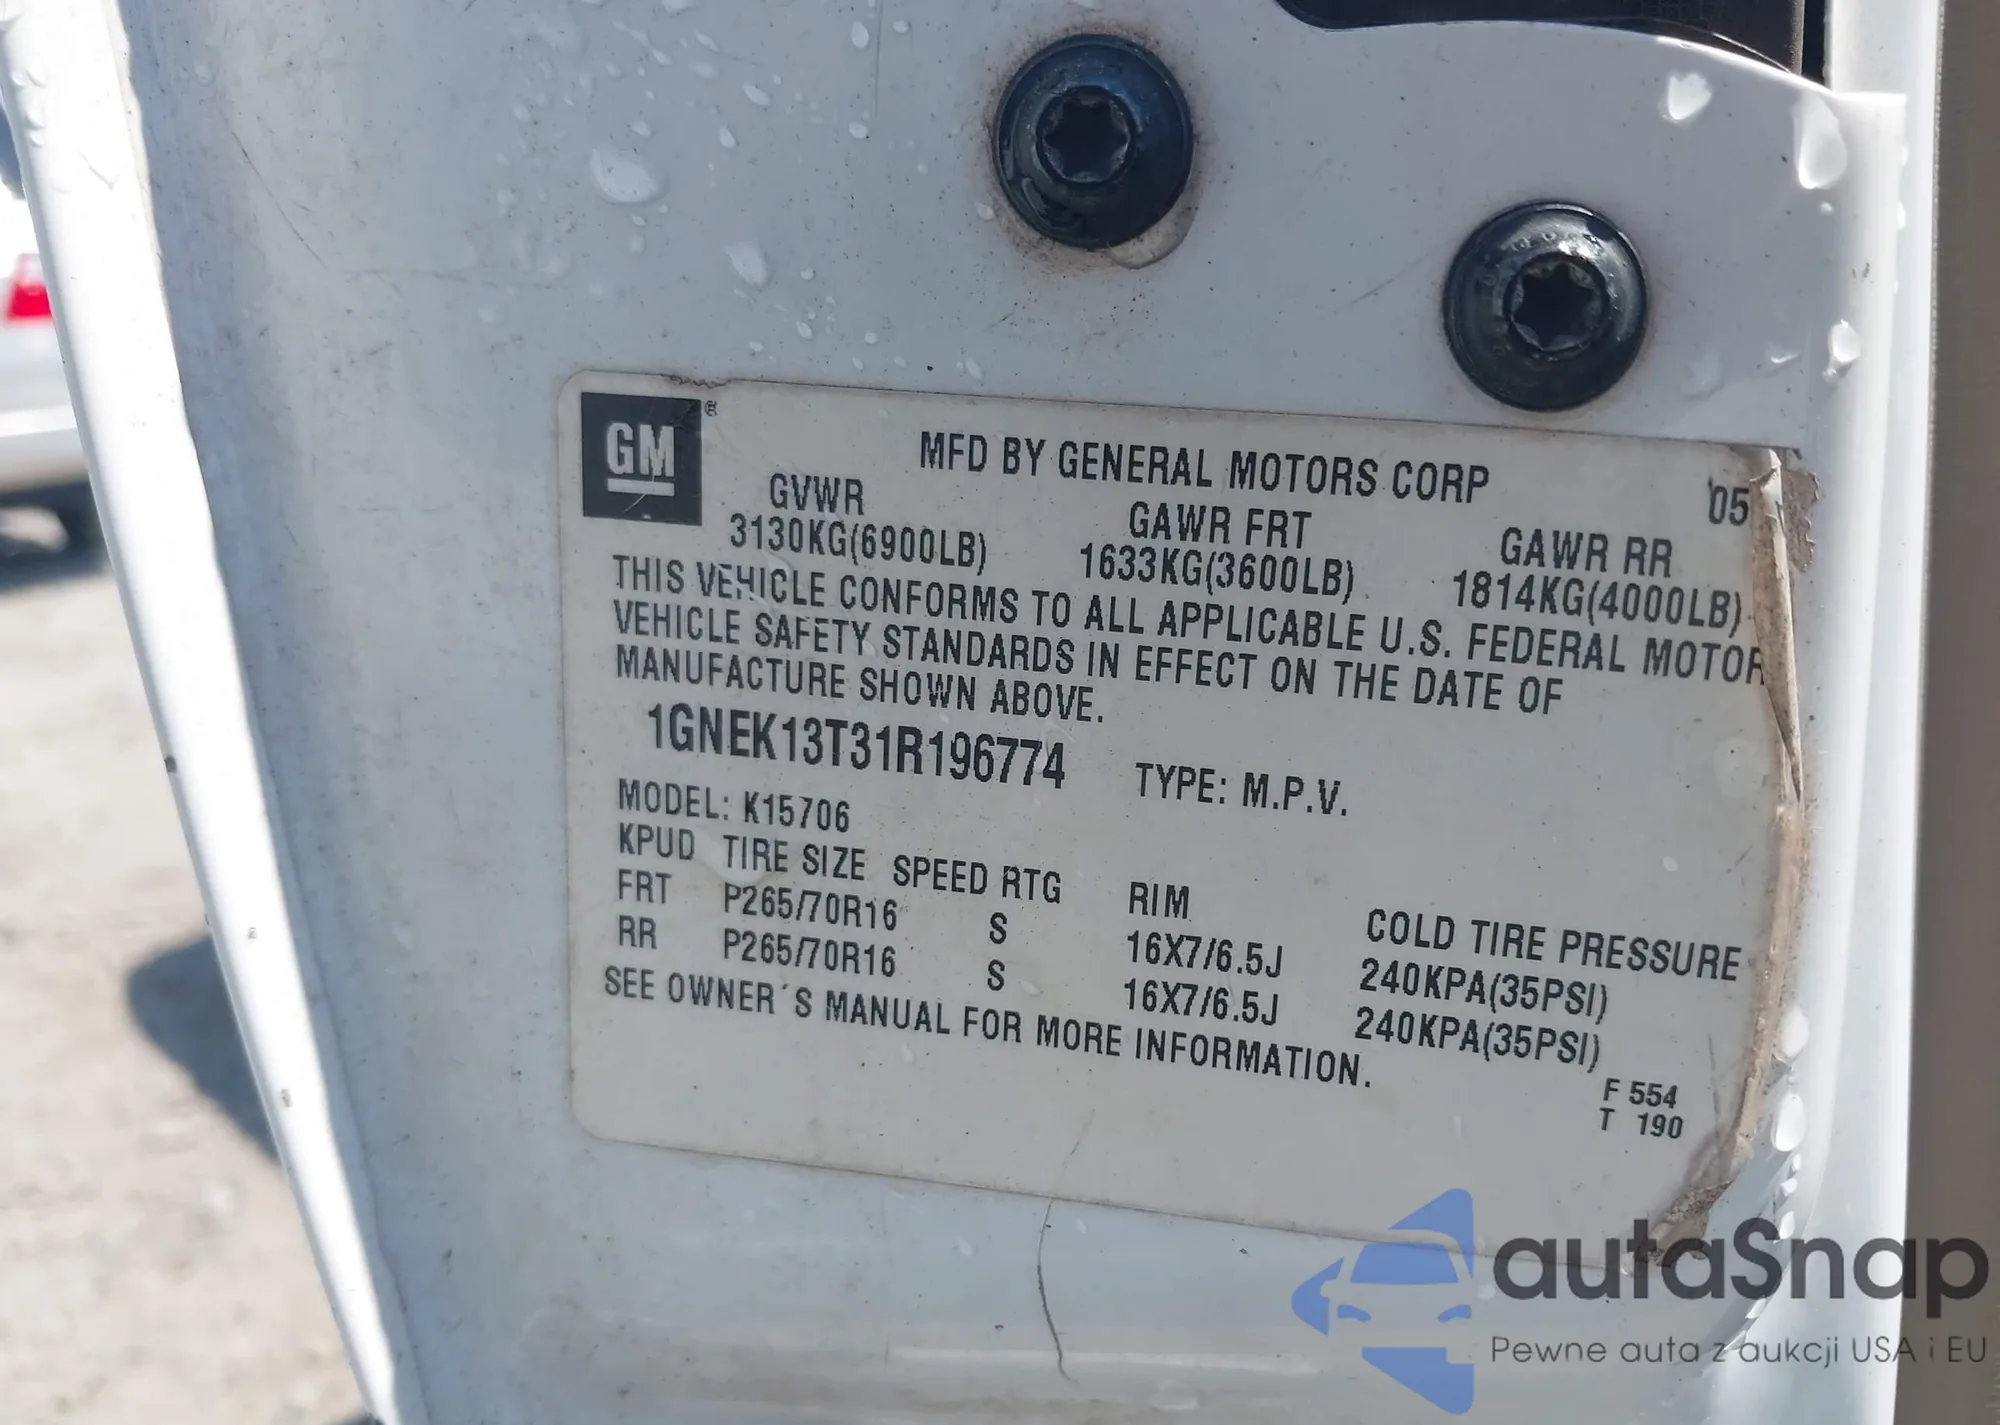 GM®
MFD BY GENERAL MOTORS CORP
'05
GVWR GAWR FRT GAWR RR
3130KG(6900LB) 1633KG(3600LB) 1814KG(4000LB)
THIS VEHICLE CONFORMS TO ALL APPLICABLE U.S. FEDERAL MOTOR
VEHICLE SAFETY STANDARDS IN EFFECT ON THE DATE OF
MANUFACTURE SHOWN ABOVE.
1GNEK13T31R196774 TYPE: M.P.V.
MODEL: K15706
KPUD TIRE SIZE SPEED RTG RIM COLD TIRE PRESSURE
FRT P265/70R16 S 16X7/6.5J 240KPA(35PSI)
RR P265/70R16 S 16X7/6.5J 240KPA(35PSI)
SEE OWNER´S MANUAL FOR MORE INFORMATION.
F 554
T 190
autaSnap
Pewne auta z aukcji USA i EU